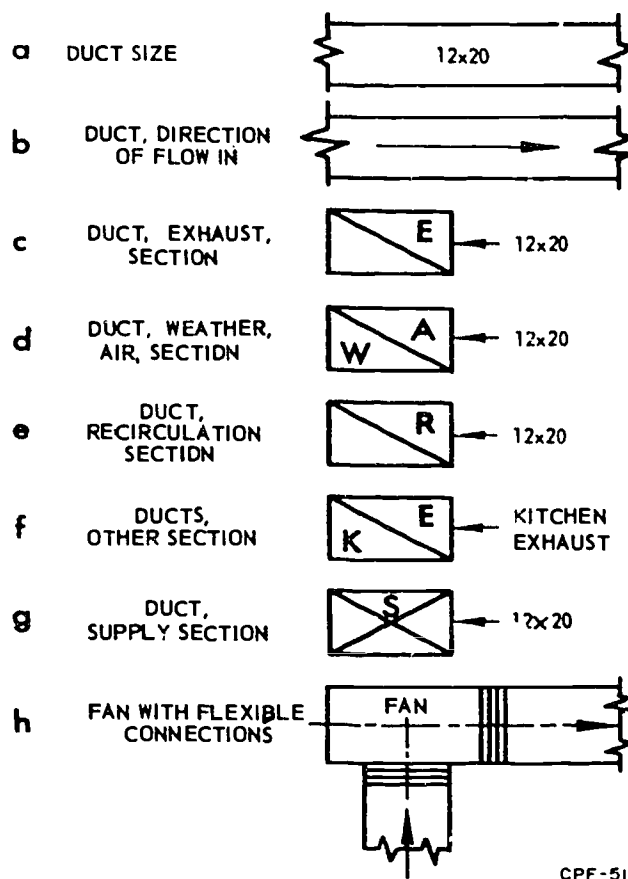 a DUCT SIZE 12x20
b DUCT, DIRECTION
OF FLOW IN
c DUCT, EXHAUST,
SECTION
E 12x20
d DUCT, WEATHER,
AIR, SECTION
W A 12x20
e DUCT,
RECIRCULATION
SECTION
R 12x20
f DUCTS,
OTHER SECTION
K E KITCHEN
EXHAUST
g DUCT,
SUPPLY SECTION
S 12x20
h FAN WITH FLEXIBLE
CONNECTIONS
FAN
CPF-51